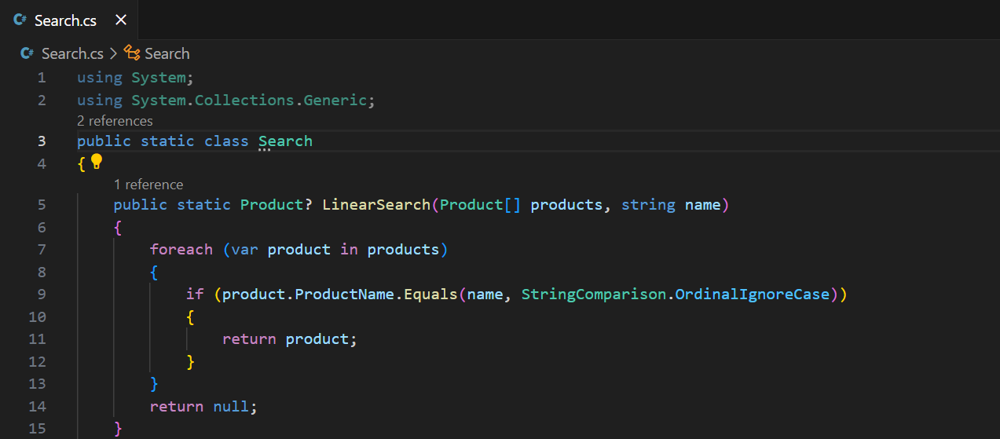 C# Search.cs ×
C# Search.cs > Search
1 using System;
2 using System.Collections.Generic;
2 references
3 public static class Search
4 {
1 reference
5 public static Product? LinearSearch(Product[] products, string name)
6 {
7 foreach (var product in products)
8 {
9 if (product.ProductName.Equals(name, StringComparison.OrdinalIgnoreCase))
10 {
11 return product;
12 }
13 }
14 return null;
15 }